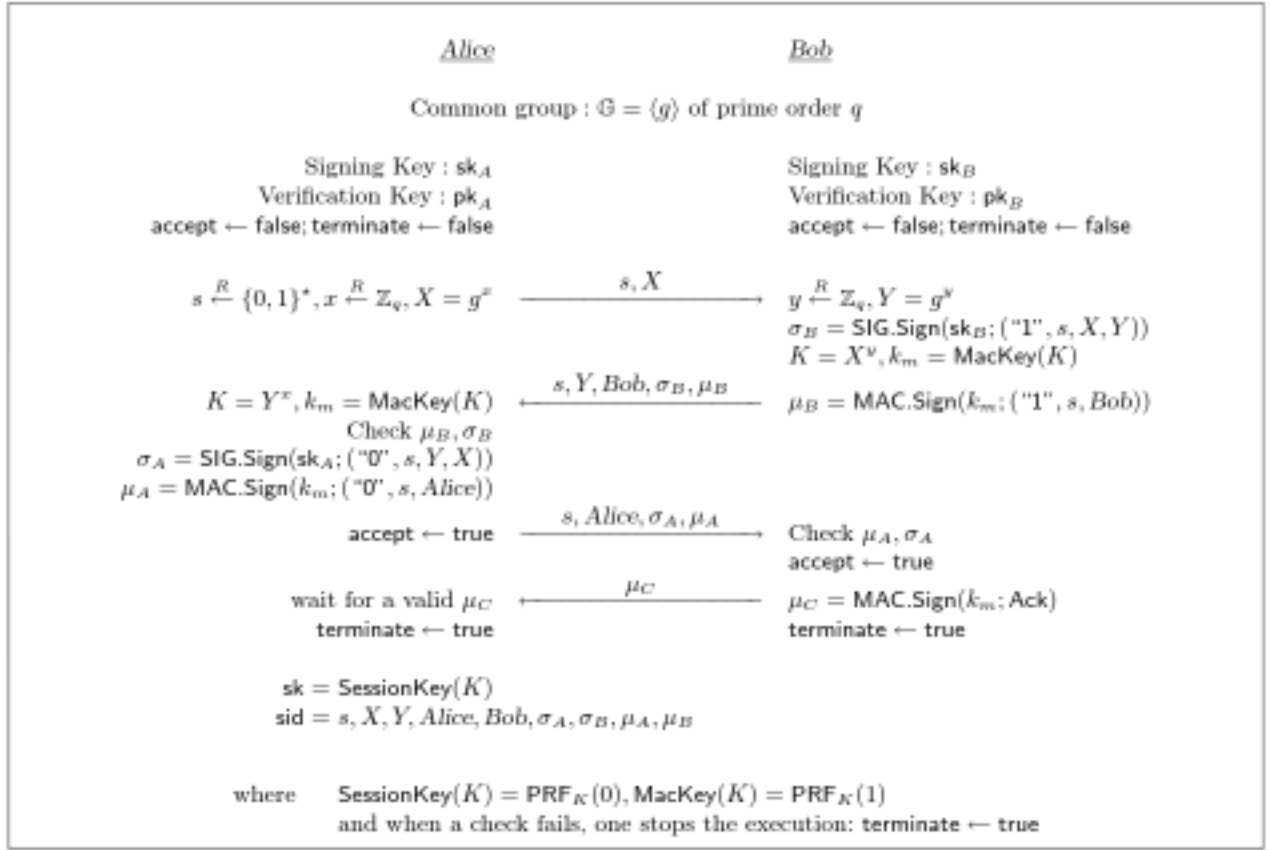 Alice Bob
Common group : 𝔾 = ⟨g⟩ of prime order q
Signing Key : sk_A Signing Key : sk_B
Verification Key : pk_A Verification Key : pk_B
accept ← false; terminate ← false accept ← false; terminate ← false
s ←R {0, 1}*, x ←R ℤ_q, X = g^x s, X y ←R ℤ_q, Y = g^y
σ_B = SIG.Sign(sk_B; ("1", s, X, Y))
K = X^y, k_m = MacKey(K)
K = Y^x, k_m = MacKey(K) s, Y, Bob, σ_B, μ_B μ_B = MAC.Sign(k_m; ("1", s, Bob))
Check μ_B, σ_B
σ_A = SIG.Sign(sk_A; ("0", s, Y, X))
μ_A = MAC.Sign(k_m; ("0", s, Alice))
accept ← true s, Alice, σ_A, μ_A Check μ_A, σ_A
accept ← true
wait for a valid μ_C μ_C μ_C = MAC.Sign(k_m; Ack)
terminate ← true terminate ← true
sk = SessionKey(K)
sid = s, X, Y, Alice, Bob, σ_A, σ_B, μ_A, μ_B
where SessionKey(K) = PRF_K(0), MacKey(K) = PRF_K(1)
and when a check fails, one stops the execution: terminate ← true